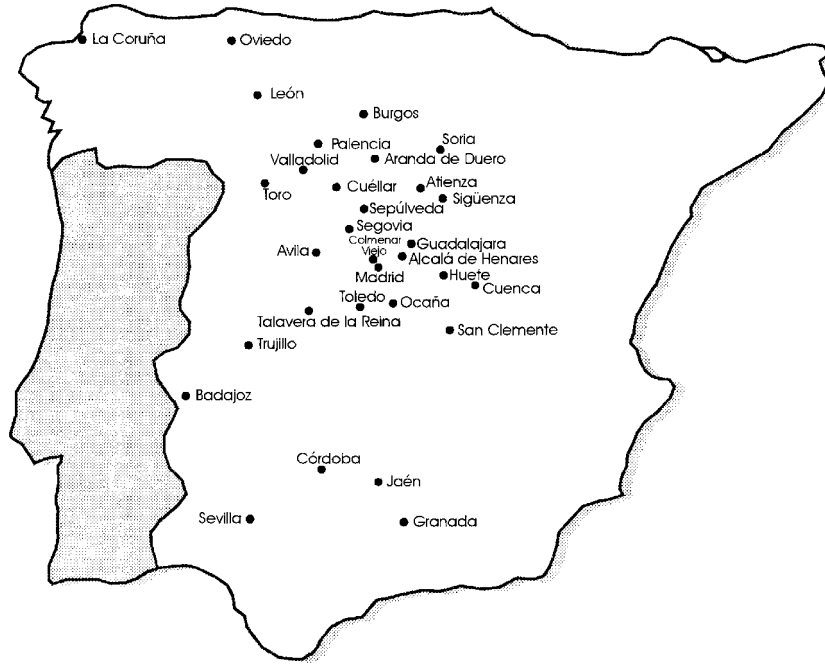 La Coruña
Oviedo
León
Burgos
Palencia
Soria
Valladolid
Aranda de Duero
Toro
Cuéllar
Atienza
Sigüenza
Sepúlveda
Segovia
Colmenar
Viejo
Guadalajara
Avila
Alcalá de Henares
Madrid
Huete
Cuenca
Toledo
Ocaña
Talavera de la Reina
San Clemente
Trujillo
Badajoz
Córdoba
Jaén
Sevilla
Granada